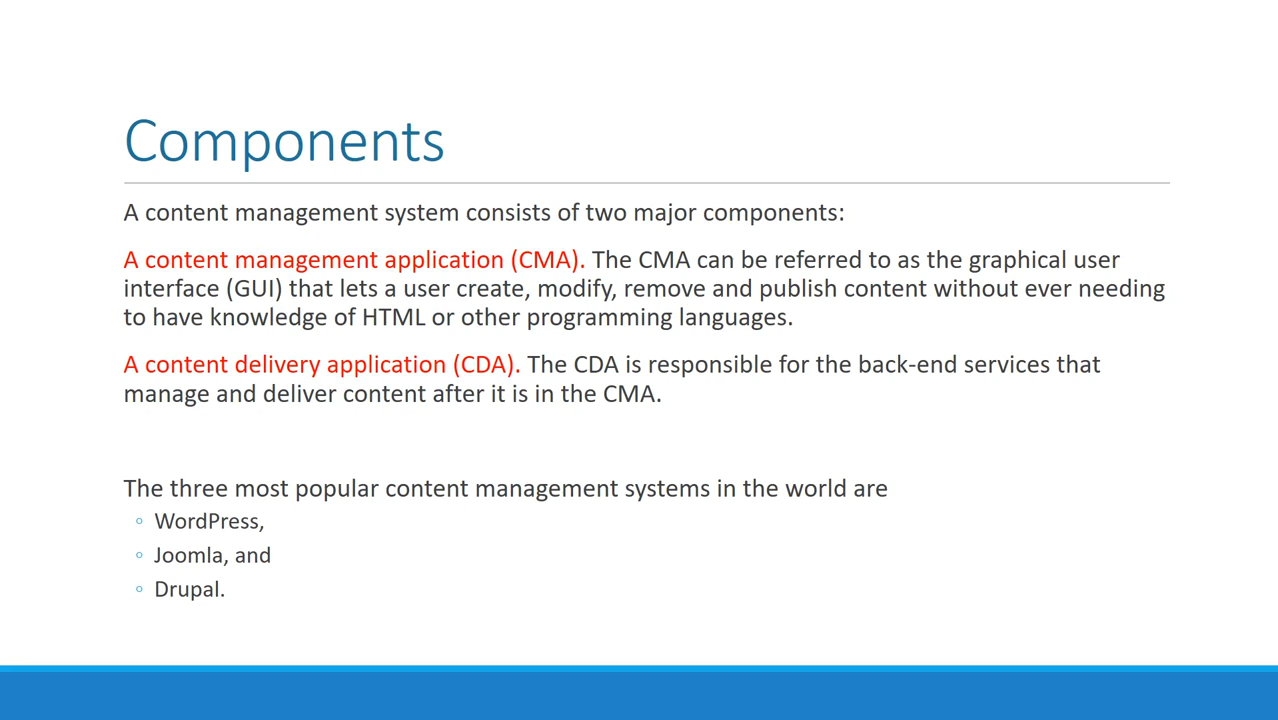 Components
A content management system consists of two major components:
A content management application (CMA). The CMA can be referred to as the graphical user
interface (GUI) that lets a user create, modify, remove and publish content without ever needing
to have knowledge of HTML or other programming languages.
A content delivery application (CDA). The CDA is responsible for the back-end services that
manage and deliver content after it is in the CMA.
The three most popular content management systems in the world are
◦ WordPress,
◦ Joomla, and
◦ Drupal.